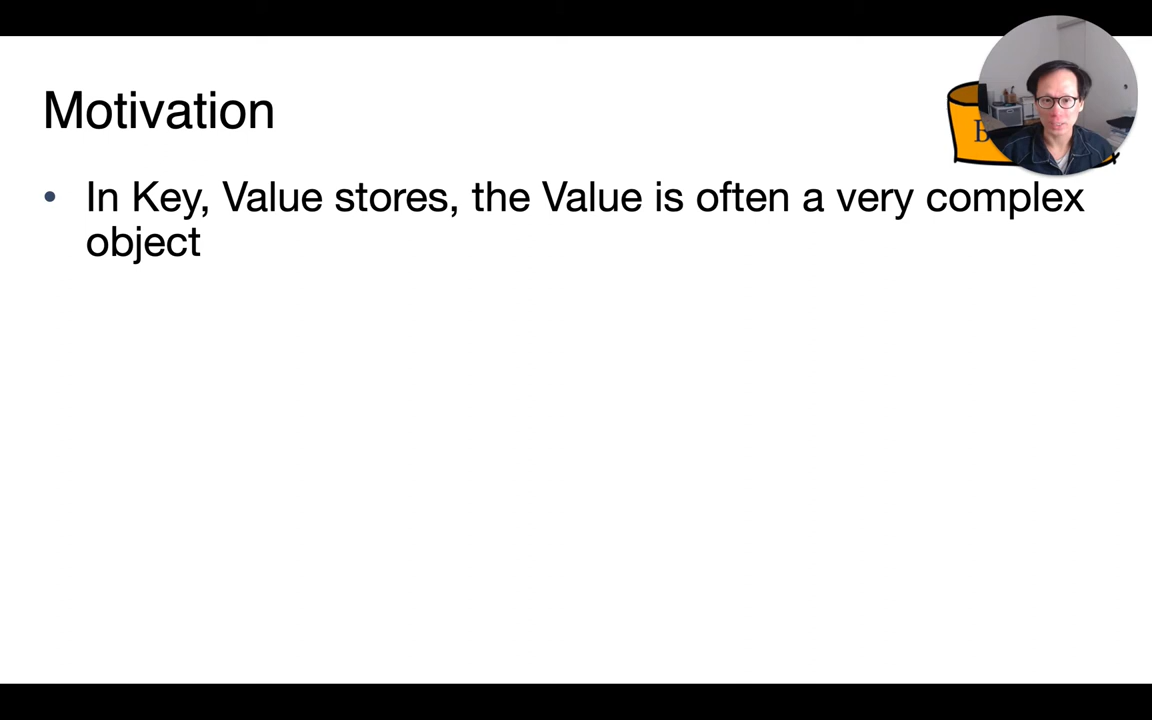 Motivation
• In Key, Value stores, the Value is often a very complex
object